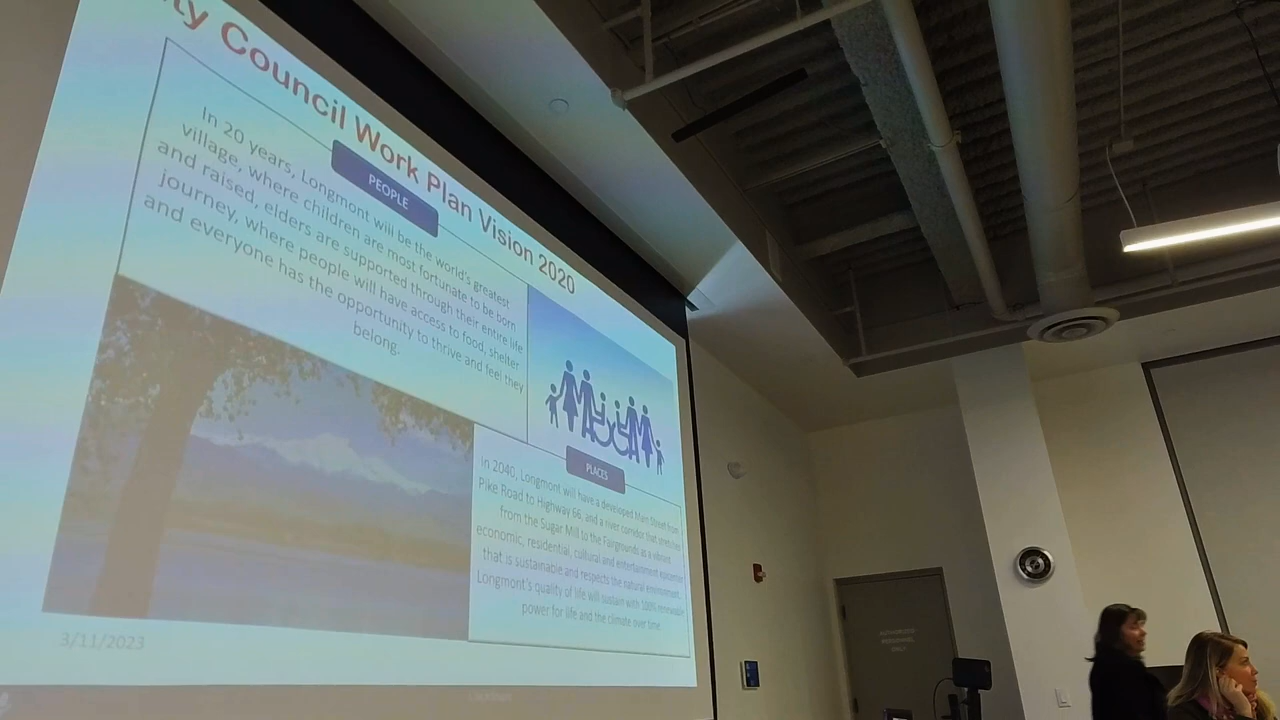 ty Council Work Plan Vision 2020
PEOPLE
In 20 years, Longmont will be the world's greatest
village, where children are most fortunate to be born
and raised, elders are supported through their entire life
journey, where people will have access to food, shelter
and everyone has the opportunity to thrive and feel they
belong.
PLACES
In 2040, Longmont will have a developed Main Street from
Pike Road to Highway 66, and a river corridor that stretches
from the Sugar Mill to the Fairgrounds as a vibrant
economic, residential, cultural and entertainment epicenter
that is sustainable and respects the natural environment.
Longmont's quality of life will sustain with 100% renewable
power for life and the climate over time
3/11/2023
AUTHORIZED
PERSONNEL
ONLY